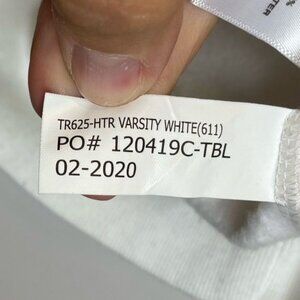 TR625-HTR VARSITY WHITE(611)
PO# 120419C-TBL
02-2020